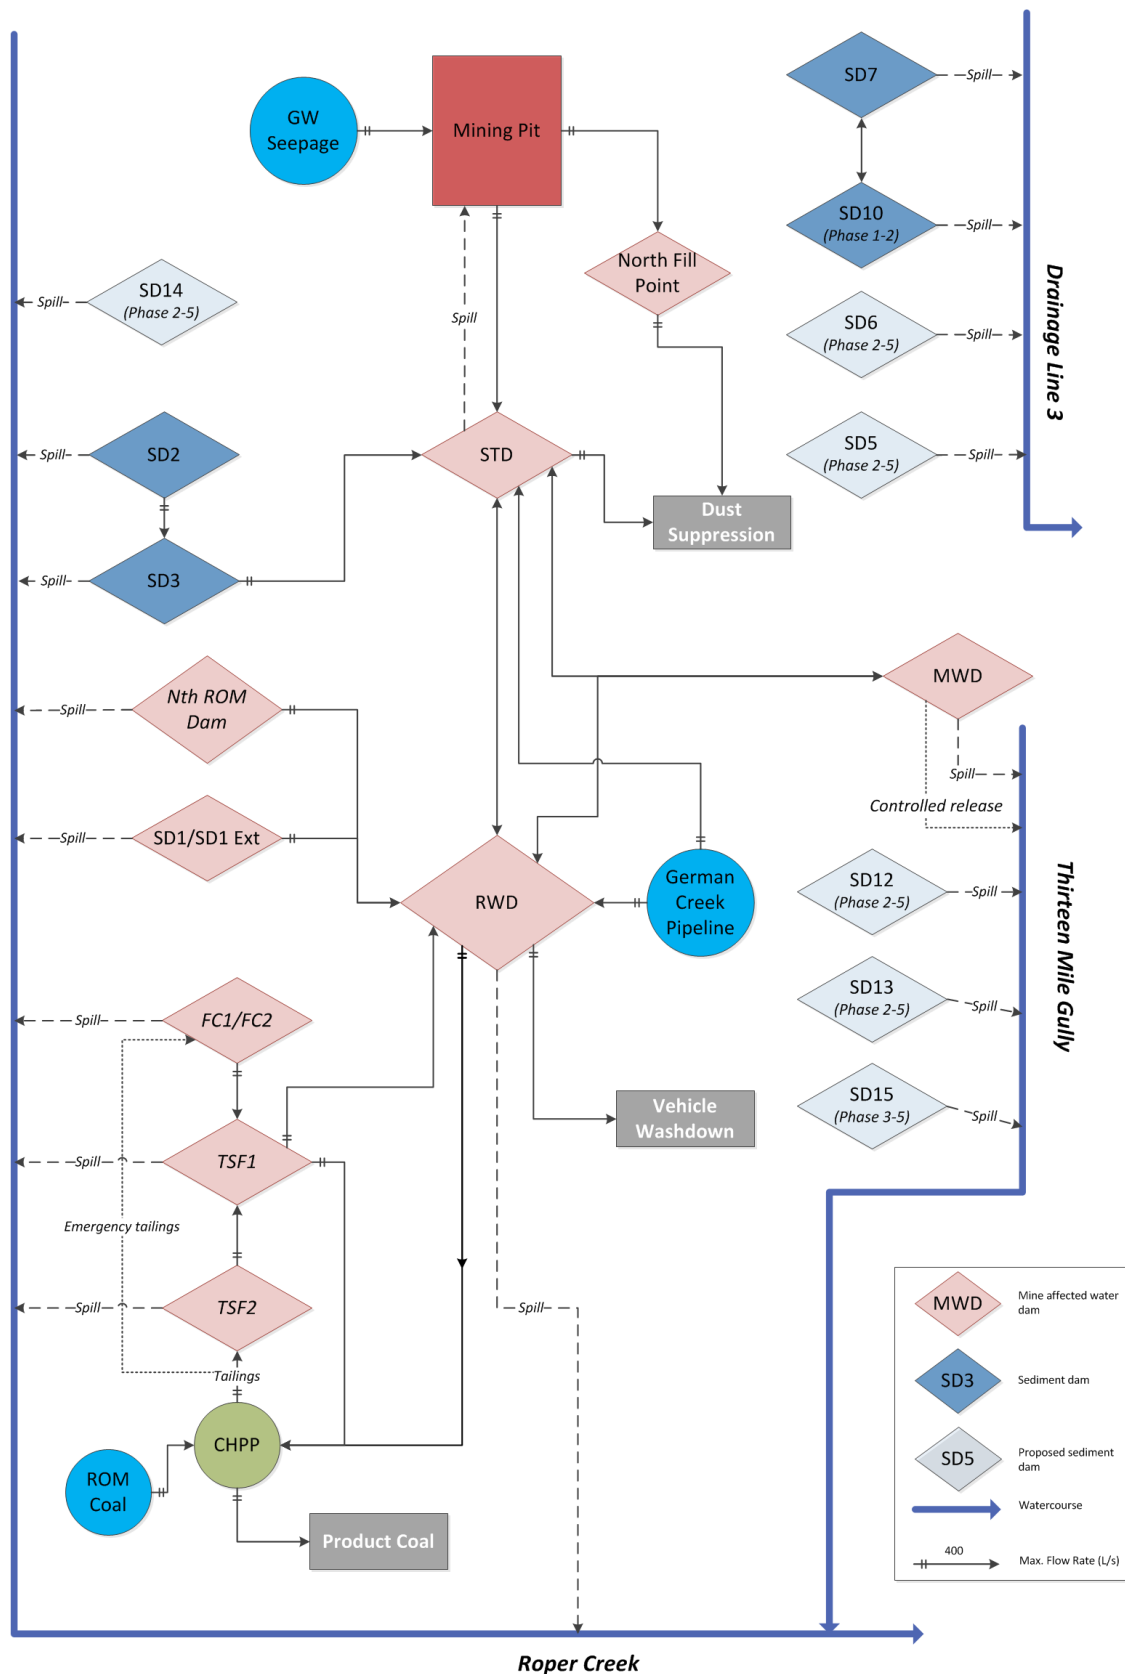 SD7
Spill
GW
Seepage
Mining Pit
SD10
(Phase 1-2)
Spill
North Fill
Point
Drainage Line 3
SD14
(Phase 2-5)
Spill
Spill
SD6
(Phase 2-5)
Spill
SD2
Spill
STD
SD5
(Phase 2-5)
Spill
Dust
Suppression
SD3
Spill
Nth ROM
Dam
Spill
MWD
Spill
Controlled release
SD1/SD1 Ext
Spill
RWD
German
Creek
Pipeline
SD12
(Phase 2-5)
Spill
Thirteen Mile Gully
SD13
(Phase 2-5)
Spill
FC1/FC2
Spill
SD15
(Phase 3-5)
Spill
Vehicle
Washdown
TSF1
Spill
Emergency tailings
TSF2
Spill
Spill
Tailings
CHPP
ROM
Coal
Product Coal
MWD
Mine affected water
dam
SD3
Sediment dam
SD5
Proposed sediment
dam
Watercourse
400
Max. Flow Rate (L/s)
Roper Creek